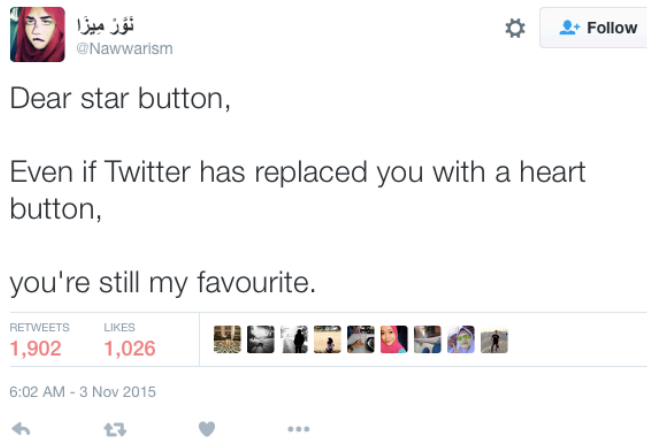 نَوَّرْ مِيرَا
@Nawwarism
Follow
Dear star button,
Even if Twitter has replaced you with a heart
button,
you're still my favourite.
RETWEETS
LIKES
1,902
1,026
6:02 AM - 3 Nov 2015